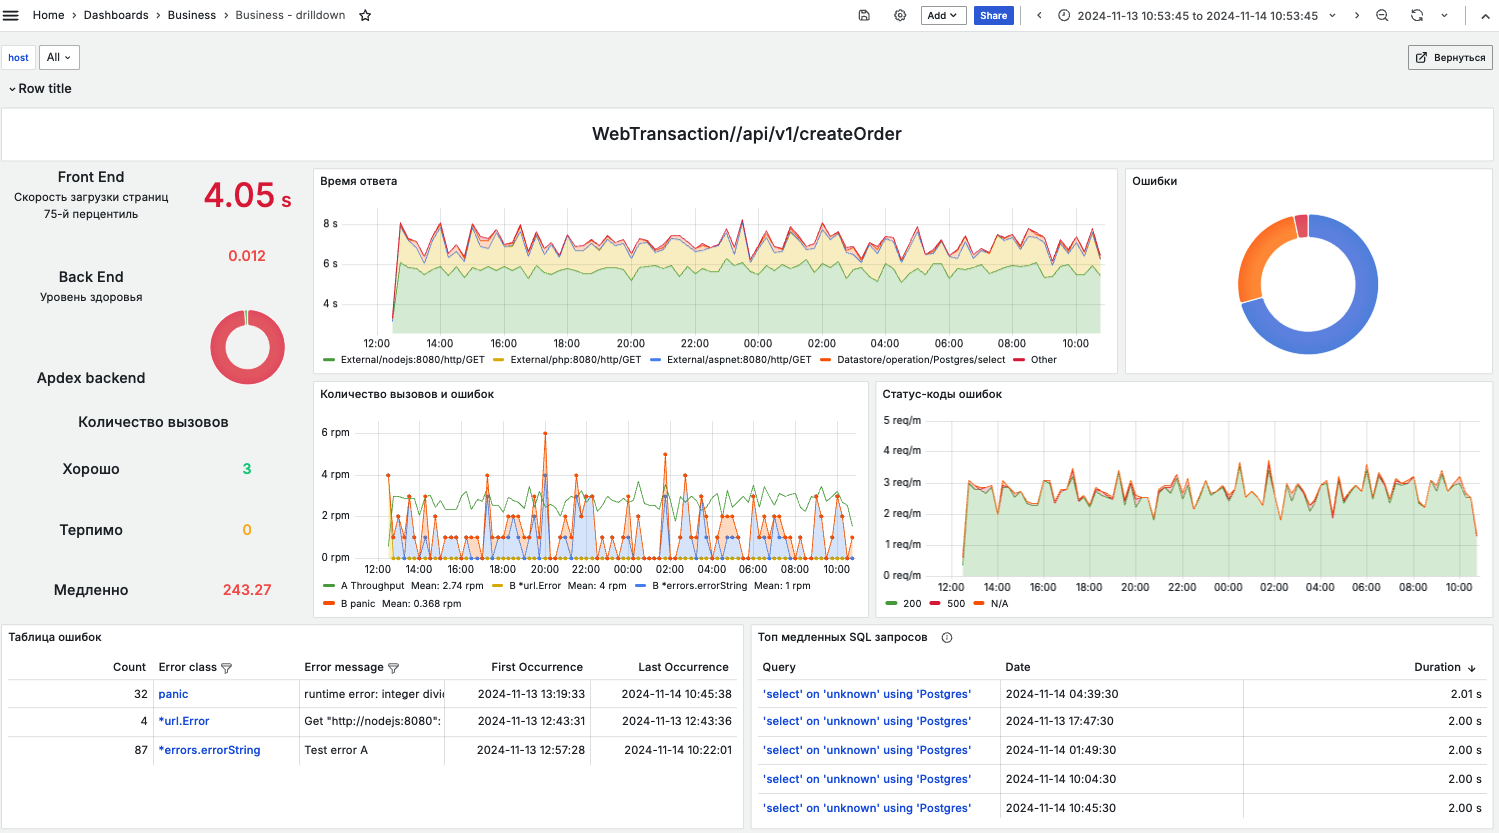 Home > Dashboards > Business > Business - drilldown
Add
Share
2024-11-13 10:53:45 to 2024-11-14 10:53:45
host
All
Вернуться
Row title
WebTransaction//api/v1/createOrder
Front End
Скорость загрузки страниц
75-й перцентиль
4.05 s
0.012
Back End
Уровень здоровья
Apdex backend
Количество вызовов
Хорошо 3
Терпимо 0
Медленно 243.27
Время ответа
8 s
6 s
4 s
12:00 14:00 16:00 18:00 20:00 22:00 00:00 02:00 04:00 06:00 08:00 10:00
External/nodejs:8080/http/GET External/php:8080/http/GET External/aspnet:8080/http/GET Datastore/operation/Postgres/select Other
Ошибки
Количество вызовов и ошибок
6 rpm
4 rpm
2 rpm
0 rpm
12:00 14:00 16:00 18:00 20:00 22:00 00:00 02:00 04:00 06:00 08:00 10:00
A Throughput Mean: 2.74 rpm B *url.Error Mean: 4 rpm B *errors.errorString Mean: 1 rpm
B panic Mean: 0.368 rpm
Статус-коды ошибок
5 req/m
4 req/m
3 req/m
2 req/m
1 req/m
0 req/m
12:00 14:00 16:00 18:00 20:00 22:00 00:00 02:00 04:00 06:00 08:00 10:00
200 500 N/A
Таблица ошибок
Count Error class Error message First Occurrence Last Occurrence
32 panic runtime error: integer divi 2024-11-13 13:19:33 2024-11-14 10:45:38
4 *url.Error Get "http://nodejs:8080": 2024-11-13 12:43:31 2024-11-13 12:43:36
87 *errors.errorString Test error A 2024-11-13 12:57:28 2024-11-14 10:22:01
Топ медленных SQL запросов
Query Date Duration
'select' on 'unknown' using 'Postgres' 2024-11-14 04:39:30 2.01 s
'select' on 'unknown' using 'Postgres' 2024-11-13 17:47:30 2.00 s
'select' on 'unknown' using 'Postgres' 2024-11-14 01:49:30 2.00 s
'select' on 'unknown' using 'Postgres' 2024-11-14 10:04:30 2.00 s
'select' on 'unknown' using 'Postgres' 2024-11-14 10:45:30 2.00 s